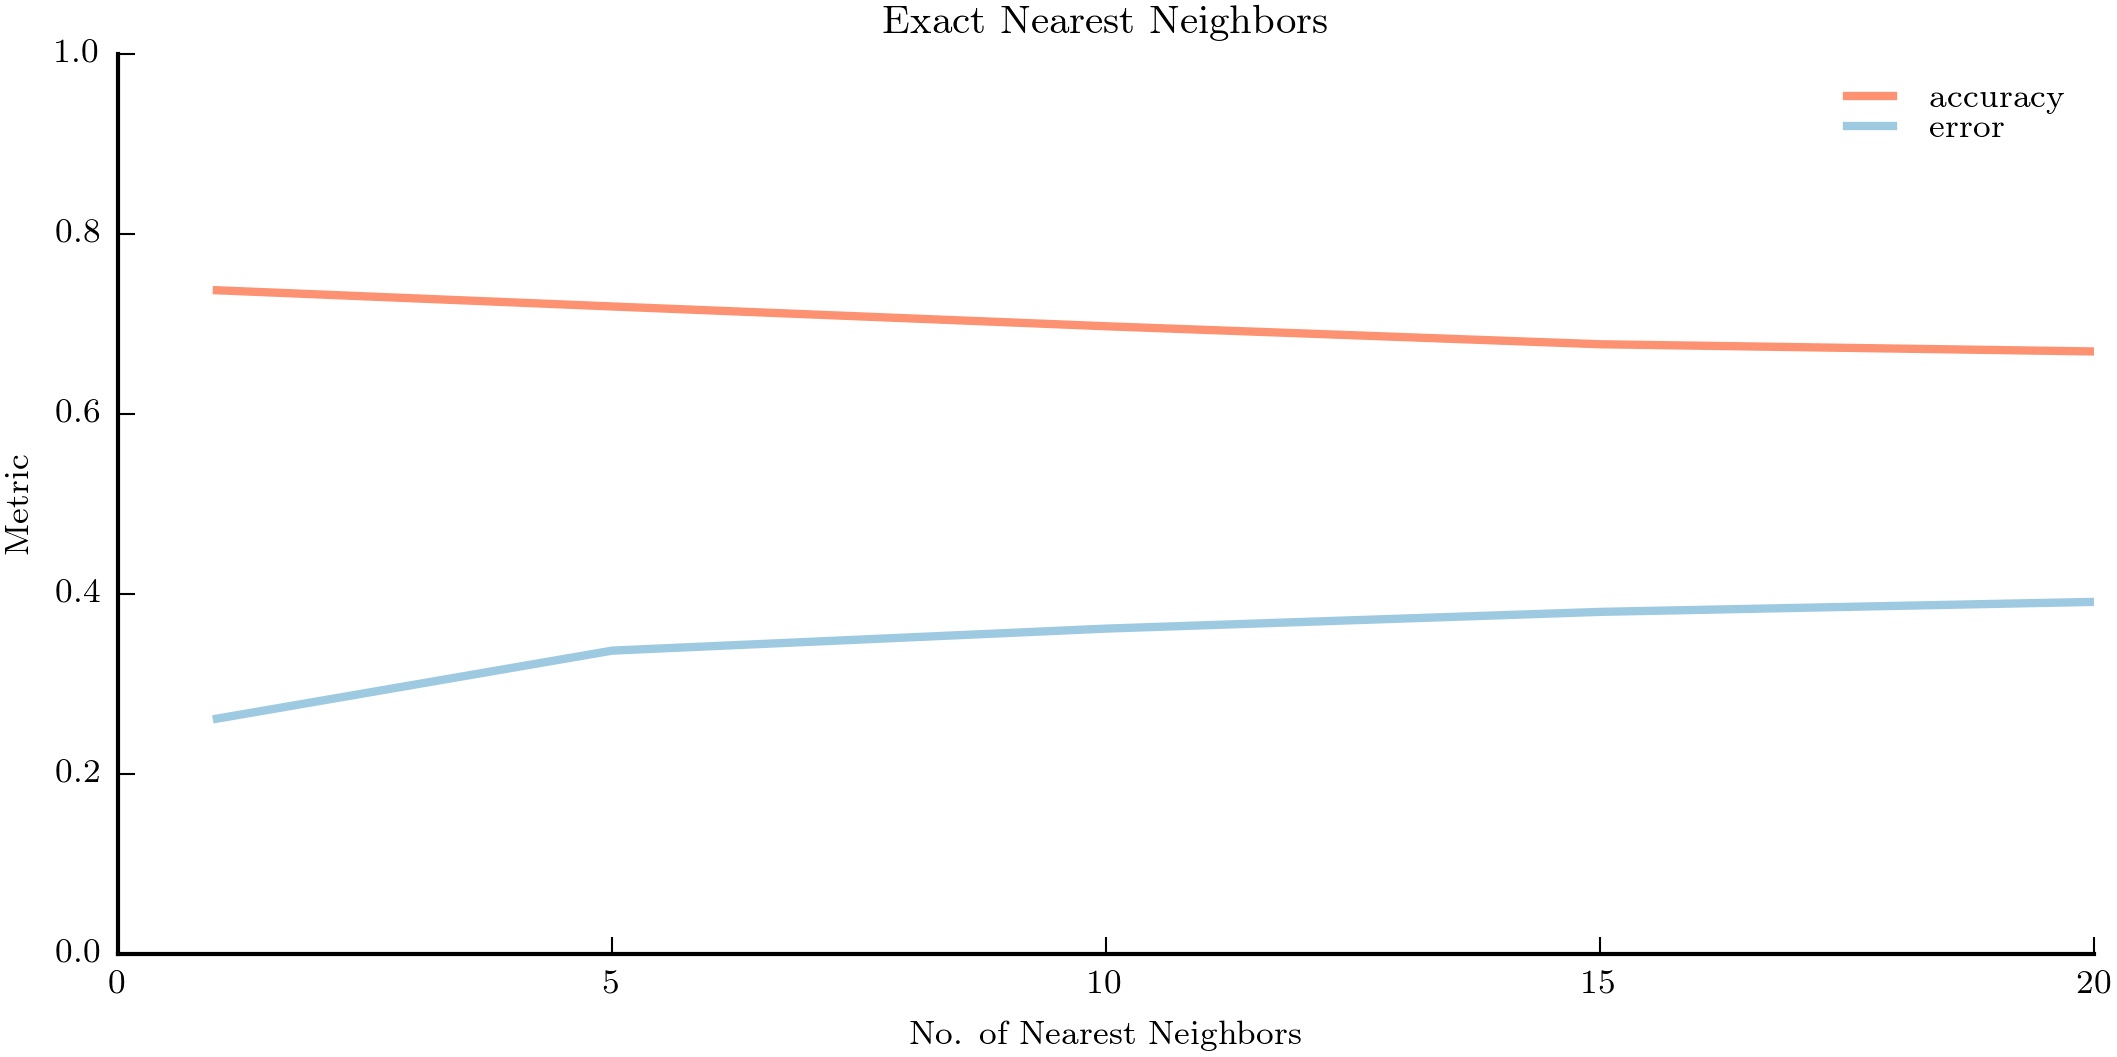 Exact Nearest Neighbors
1.0
accuracy
error
0.8
0.6
Metric
0.4
0.2
0.0
0 5 10 15 20
No. of Nearest Neighbors